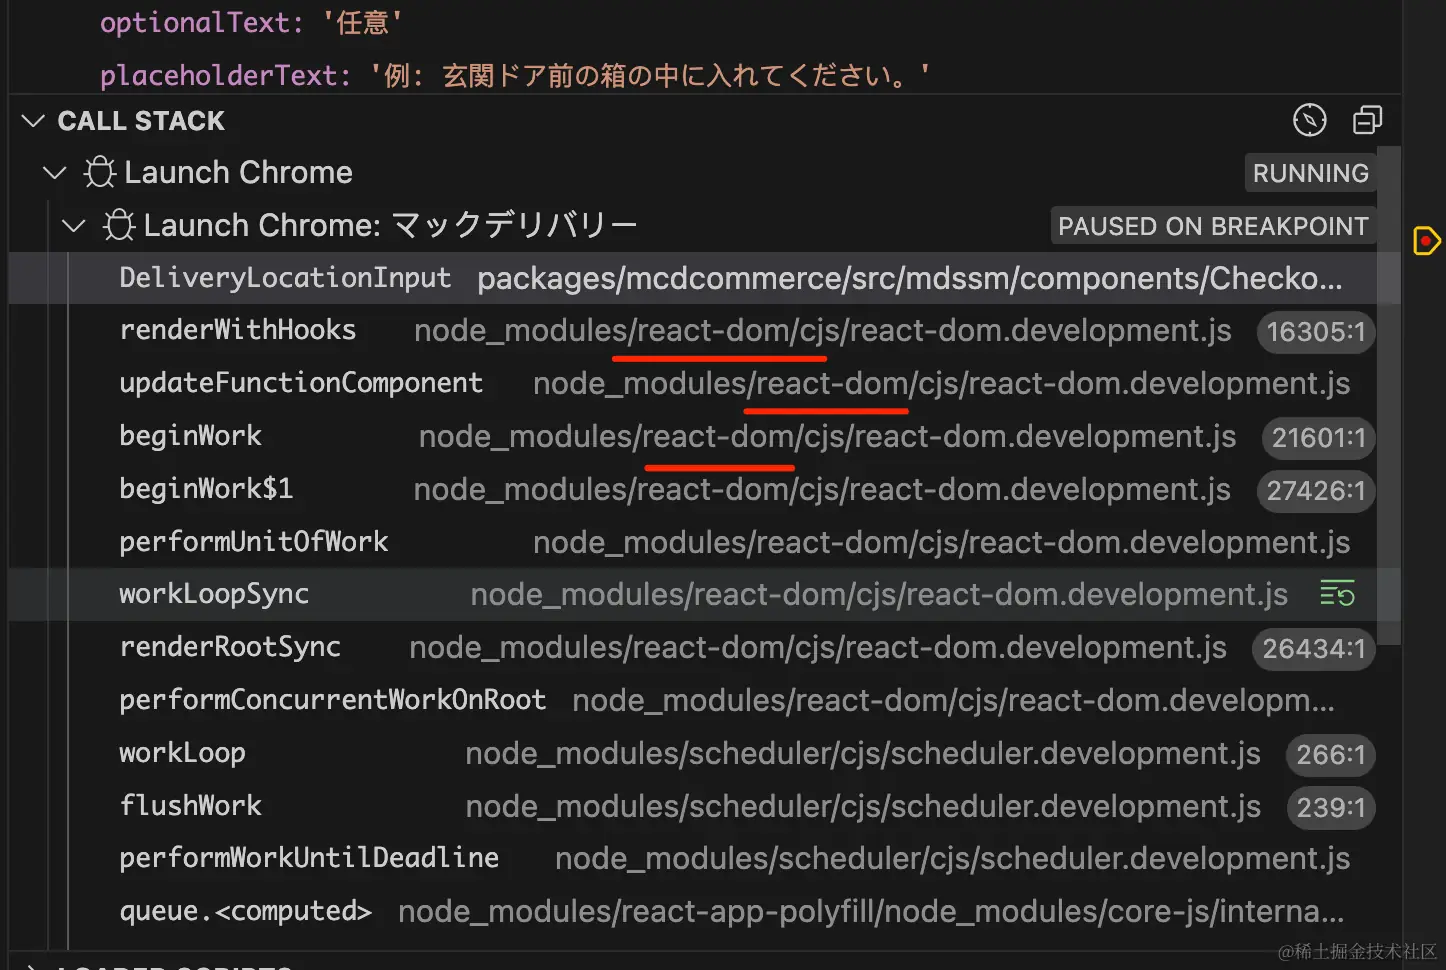 optionalText: '任意'
placeholderText: '例: 玄関ドア前の箱の中に入れてください。'
CALL STACK
Launch Chrome RUNNING
Launch Chrome: マックデリバリー PAUSED ON BREAKPOINT
DeliveryLocationInput packages/mcdcommerce/src/mdssm/components/Checko...
renderWithHooks node_modules/react-dom/cjs/react-dom.development.js 16305:1
updateFunctionComponent node_modules/react-dom/cjs/react-dom.development.js
beginWork node_modules/react-dom/cjs/react-dom.development.js 21601:1
beginWork$1 node_modules/react-dom/cjs/react-dom.development.js 27426:1
performUnitOfWork node_modules/react-dom/cjs/react-dom.development.js
workLoopSync node_modules/react-dom/cjs/react-dom.development.js
renderRootSync node_modules/react-dom/cjs/react-dom.development.js 26434:1
performConcurrentWorkOnRoot node_modules/react-dom/cjs/react-dom.developm...
workLoop node_modules/scheduler/cjs/scheduler.development.js 266:1
flushWork node_modules/scheduler/cjs/scheduler.development.js 239:1
performWorkUntilDeadline node_modules/scheduler/cjs/scheduler.development.js
queue.<computed> node_modules/react-app-polyfill/node_modules/core-js/interna...
LOADED SCRIPTS
@稀土掘金技术社区